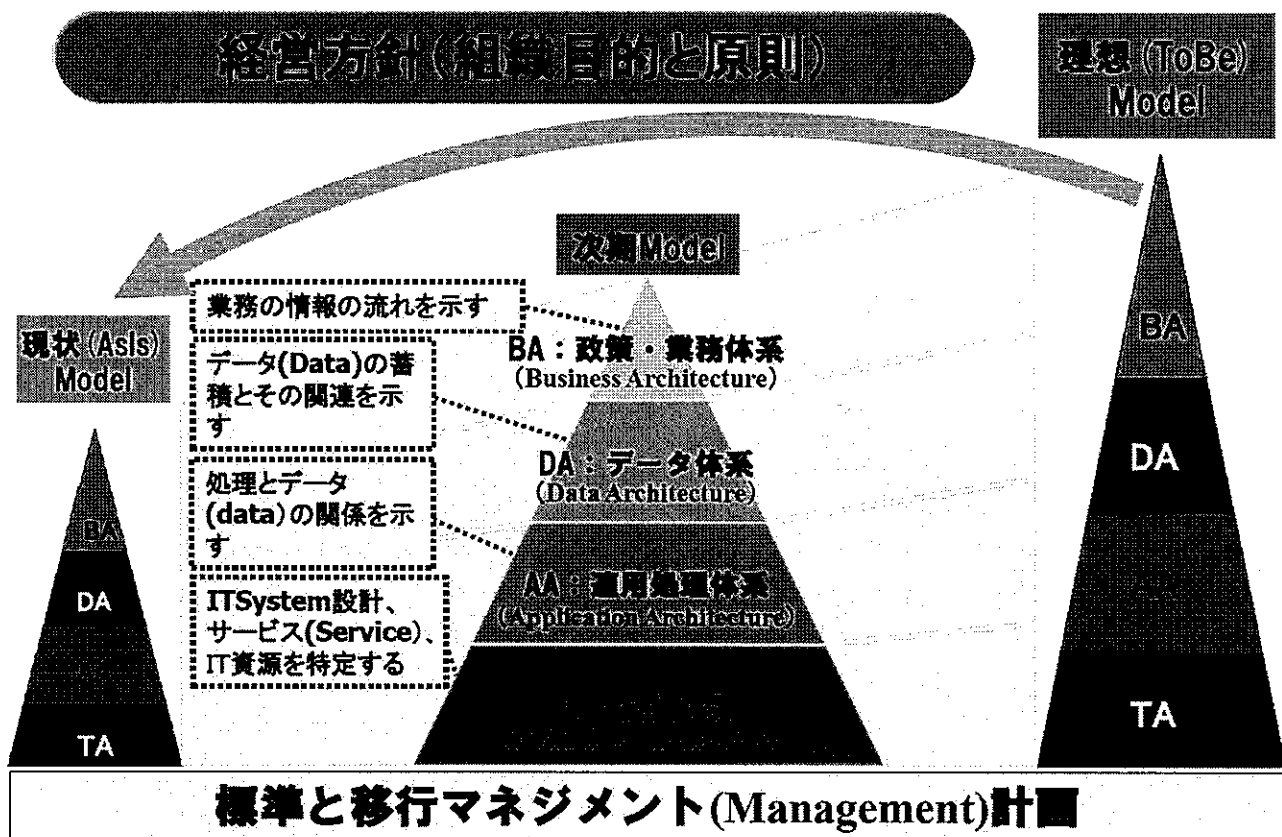 経営方針(組織目的と原則)
理想(ToBe)
Model
次期Model
現状(AsIs)
Model
業務の情報の流れを示す
データ(Data)の蓄
積とその関連を示
す
処理とデータ
(data)の関係を示
す
ITSystem設計、
サービス(Service)、
IT資源を特定する
BA：政策・業務体系
(Business Architecture)
DA：データ体系
(Data Architecture)
AA：適用処理体系
(Application Architecture)
BA
DA
TA
BA
DA
TA
標準と移行マネジメント(Management)計画